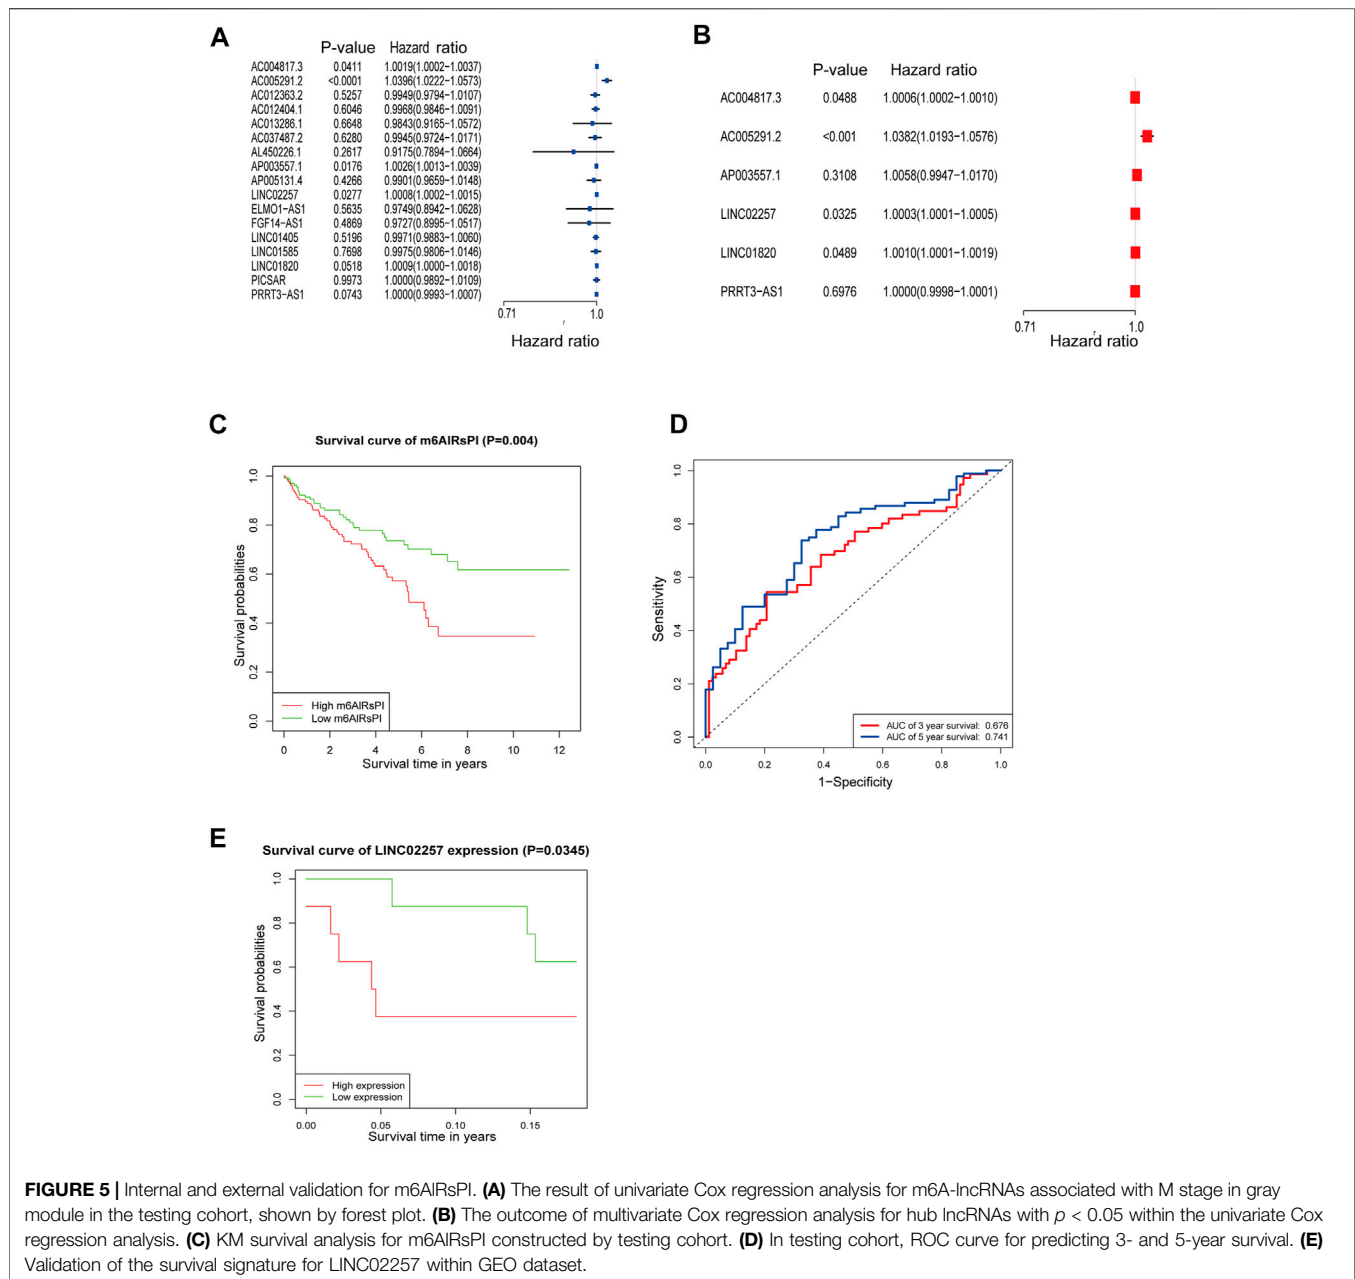 A
P-value Hazard ratio
AC004817.3 0.0411 1.0019(1.0002−1.0037)
AC005291.2 <0.0001 1.0396(1.0222−1.0573)
AC012363.2 0.5257 0.9949(0.9794−1.0107)
AC012404.1 0.6046 0.9968(0.9846−1.0091)
AC013286.1 0.6648 0.9843(0.9165−1.0572)
AC037487.2 0.6280 0.9945(0.9724−1.0171)
AL450226.1 0.2617 0.9175(0.7894−1.0664)
AP003557.1 0.0176 1.0026(1.0013−1.0039)
AP005131.4 0.4266 0.9901(0.9659−1.0148)
LINC02257 0.0277 1.0008(1.0002−1.0015)
ELMO1−AS1 0.5635 0.9749(0.8942−1.0628)
FGF14−AS1 0.4869 0.9727(0.8995−1.0517)
LINC01405 0.5196 0.9971(0.9883−1.0060)
LINC01585 0.7698 0.9975(0.9806−1.0146)
LINC01820 0.0518 1.0009(1.0000−1.0018)
PICSAR 0.9973 1.0000(0.9892−1.0109)
PRRT3−AS1 0.0743 1.0000(0.9993−1.0007)
0.71 1.0
r
Hazard ratio
B
P-value Hazard ratio
AC004817.3 0.0488 1.0006(1.0002−1.0010)
AC005291.2 <0.001 1.0382(1.0193−1.0576)
AP003557.1 0.3108 1.0058(0.9947−1.0170)
LINC02257 0.0325 1.0003(1.0001−1.0005)
LINC01820 0.0489 1.0010(1.0001−1.0019)
PRRT3−AS1 0.6976 1.0000(0.9998−1.0001)
0.71 1.0
r
Hazard ratio
C
Survival curve of m6AlRsPI (P=0.004)
Survival probabilities
1.0
0.8
0.6
0.4
0.2
0.0
High m6AlRsPI
Low m6AlRsPI
0 2 4 6 8 10 12
Survival time in years
D
Sensitivity
1.0
0.8
0.6
0.4
0.2
0.0
AUC of 3 year survival: 0.676
AUC of 5 year survival: 0.741
0.0 0.2 0.4 0.6 0.8 1.0
1−Specificity
E
Survival curve of LINC02257 expression (P=0.0345)
Survival probabilities
1.0
0.8
0.6
0.4
0.2
0.0
High expression
Low expression
0.00 0.05 0.10 0.15
Survival time in years
FIGURE 5 | Internal and external validation for m6AlRsPI. (A) The result of univariate Cox regression analysis for m6A-lncRNAs associated with M stage in gray
module in the testing cohort, shown by forest plot. (B) The outcome of multivariate Cox regression analysis for hub lncRNAs with p < 0.05 within the univariate Cox
regression analysis. (C) KM survival analysis for m6AlRsPI constructed by testing cohort. (D) In testing cohort, ROC curve for predicting 3- and 5-year survival. (E)
Validation of the survival signature for LINC02257 within GEO dataset.